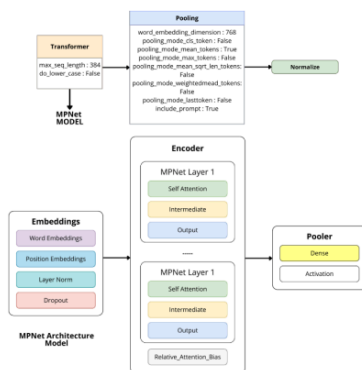 Transformer
max_seq_length : 384
do_lower_case : False
MPNet
MODEL
Pooling
word_embedding_dimension : 768
pooling_mode_cls_token : False
pooling_mode_mean_tokens : True
pooling_mode_max_tokens : False
pooling_mode_mean_sqrt_len_tokens:
False
pooling_mode_weightedmead_tokens:
False
pooling_mode_lasttoken : False
include_prompt : True
Normalize
Embeddings
Word Embeddings
Position Embeddings
Layer Norm
Dropout
MPNet Architecture
Model
Encoder
MPNet Layer 1
Self Attention
Intermediate
Output
.....
MPNet Layer 1
Self Attention
Intermediate
Output
Relative_Attention_Bias
Pooler
Dense
Activation